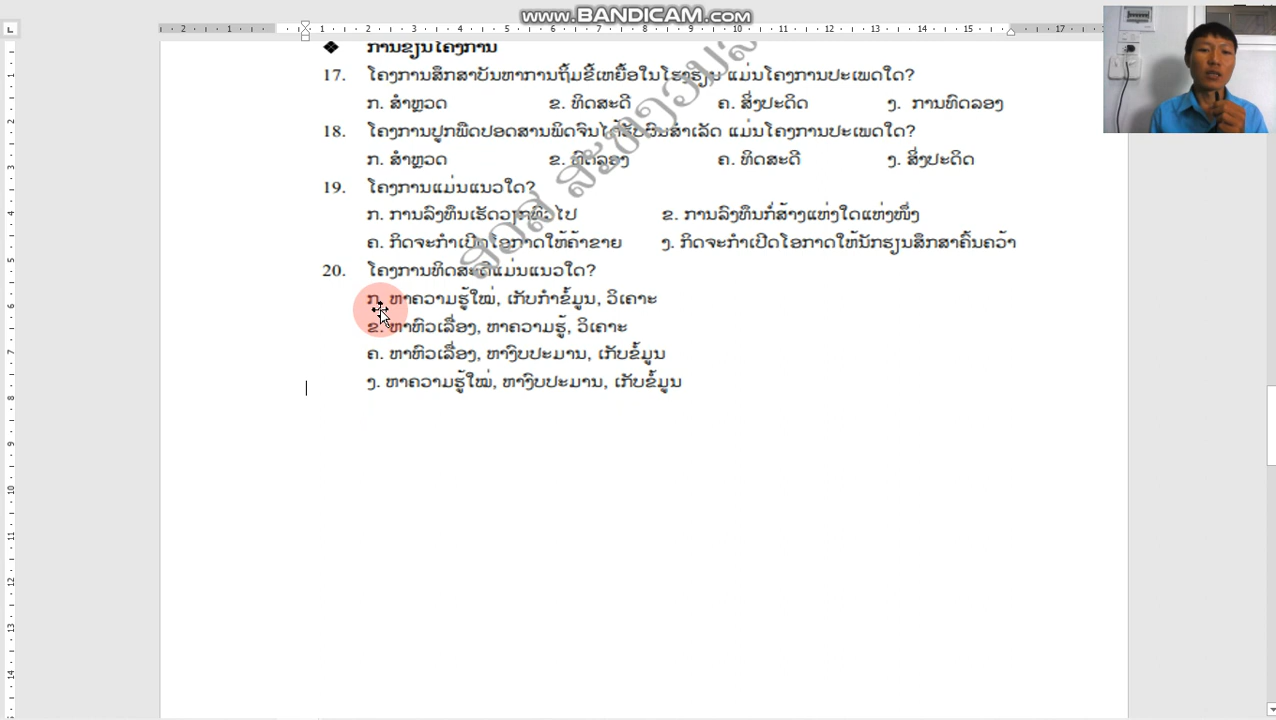 www.BANDICAM.com
2 1 1 2 3 4 5 6 7 8 9 10 11 12 13 14 15 17
❖ ການຂຽນໂຄງການ
17. ໂຄງການສຶກສາບັນຫາການຖິ້ມຂີ້ເຫຍື້ອໃນໂຮງຮຽນ ແມ່ນໂຄງການປະເພດໃດ?
ກ. ສຳຫຼວດ ຂ. ທິດສະດີ ຄ. ສິ່ງປະດິດ ງ. ການທົດລອງ
18. ໂຄງການປູກພືດປອດສານພິດຈົນໄດ້ຮັບຜົນສຳເລັດ ແມ່ນໂຄງການປະເພດໃດ?
ກ. ສຳຫຼວດ ຂ. ທົດລອງ ຄ. ທິດສະດີ ງ. ສິ່ງປະດິດ
19. ໂຄງການແມ່ນແນວໃດ?
ກ. ການລົງທຶນເຮັດວຽກທົ່ວໄປ ຂ. ການລົງທຶນກໍ່ສ້າງແຫ່ງໃດແຫ່ງໜຶ່ງ
ຄ. ກິດຈະກຳເປີດໂອກາດໃຫ້ຄ້າຂາຍ ງ. ກິດຈະກຳເປີດໂອກາດໃຫ້ນັກຮຽນສຶກສາຄົ້ນຄວ້າ
20. ໂຄງການທິດສະດີແມ່ນແນວໃດ?
ກ. ຫາຄວາມຮູ້ໃໝ່, ເກັບກຳຂໍ້ມູນ, ວິເຄາະ
ຂ. ຫາຫົວເລື່ອງ, ຫາຄວາມຮູ້, ວິເຄາະ
ຄ. ຫາຫົວເລື່ອງ, ຫາງົບປະມານ, ເກັບຂໍ້ມູນ
ງ. ຫາຄວາມຮູ້ໃໝ່, ຫາງົບປະມານ, ເກັບຂໍ້ມູນ